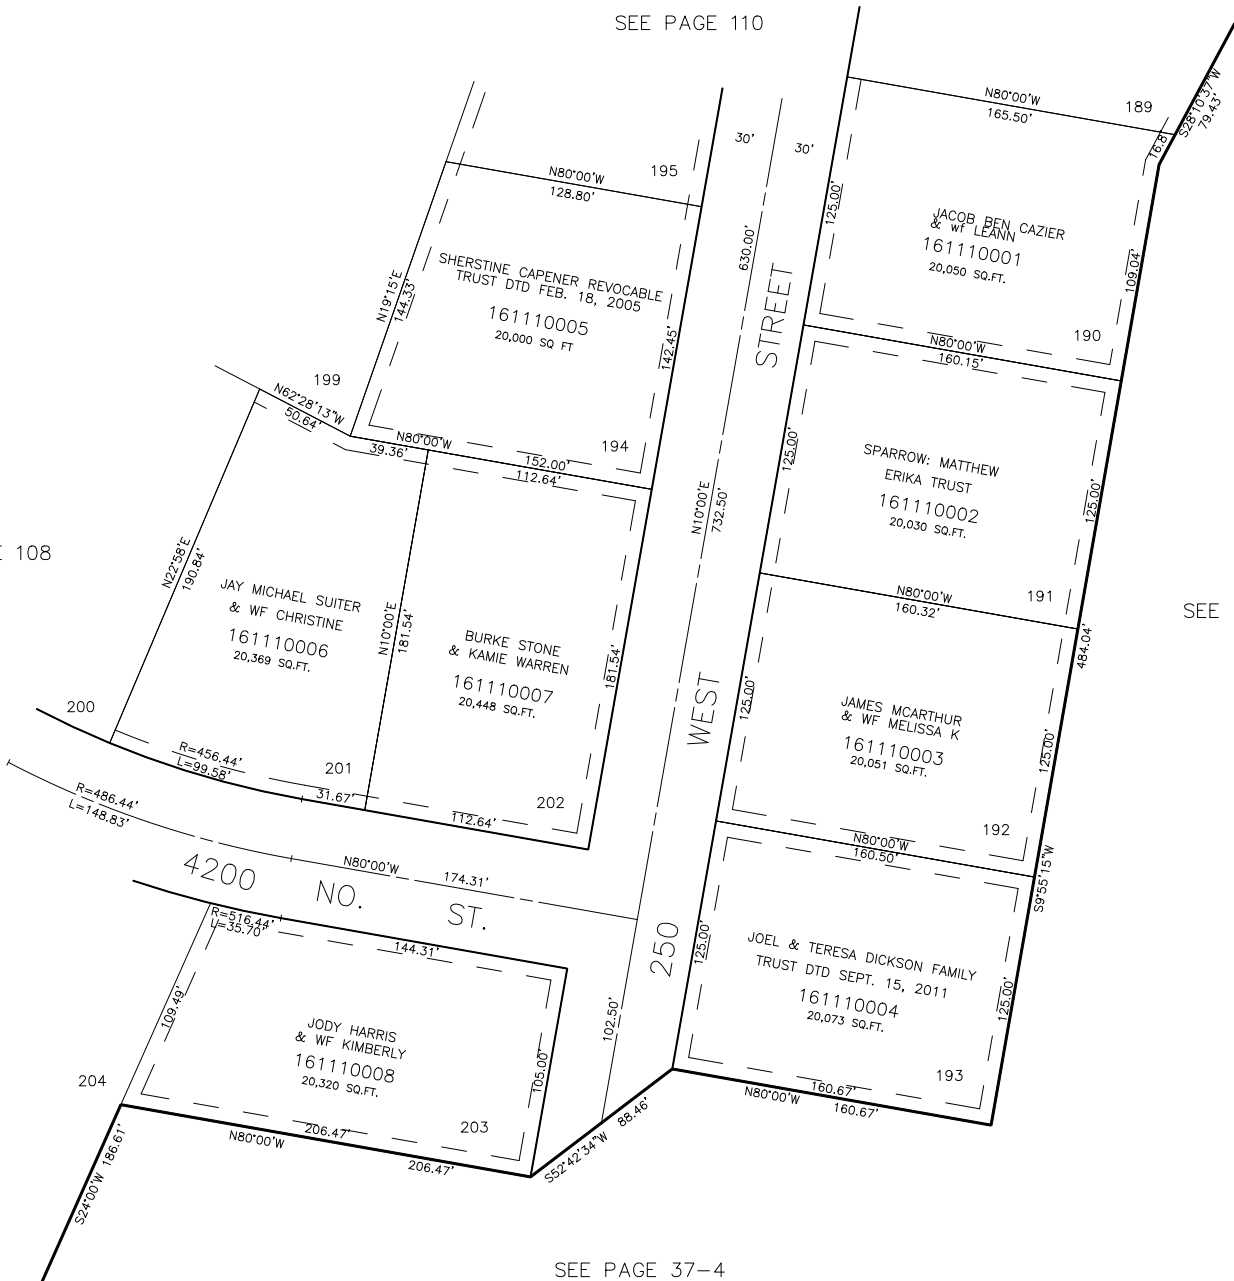 SEE PAGE 110
N80°00'W
165.50'
189
S28°10'37"W
79.43'
16.8'
30'
30'
195
N80°00'W
128.80'
125.00'
JACOB BEN CAZIER
& wf LEANN
161110001
20,050 SQ.FT.
109.04'
630.00'
SHERSTINE CAPENER REVOCABLE
TRUST DTD FEB. 18, 2005
161110005
20,000 SQ FT
N19°15'E
144.33'
142.45'
STREET
190
N80°00'W
160.15'
199
N62°28'13"W
50.64'
N80°00'W
39.36'
194
152.00'
112.64'
125.00'
SPARROW: MATTHEW
ERIKA TRUST
161110002
20,030 SQ.FT.
125.00'
N10°00'E
732.50'
108
N22°58'E
190.84'
JAY MICHAEL SUITER
& WF CHRISTINE
161110006
20,369 SQ.FT.
N10°00'E
181.54'
BURKE STONE
& KAMIE WARREN
161110007
20,448 SQ.FT.
181.54'
191
N80°00'W
160.32'
SEE
484.04'
200
WEST
125.00'
JAMES MCARTHUR
& WF MELISSA K
161110003
20,051 SQ.FT.
125.00'
R=456.44'
L=99.58'
201
31.67'
202
112.64'
R=486.44'
L=148.83'
192
N80°00'W
160.50'
N80°00'W
174.31'
4200 NO. ST.
S9°55'15"W
R=516.44'
L=35.70'
144.31'
250
125.00'
JOEL & TERESA DICKSON FAMILY
TRUST DTD SEPT. 15, 2011
161110004
20,073 SQ.FT.
125.00'
109.49'
JODY HARRIS
& WF KIMBERLY
161110008
20,320 SQ.FT.
105.00'
102.50'
204
193
160.67'
N80°00'W
160.67'
203
206.47'
N80°00'W
206.47'
S52°42'34"W
88.46'
S24°00'W 186.61'
SEE PAGE 37-4